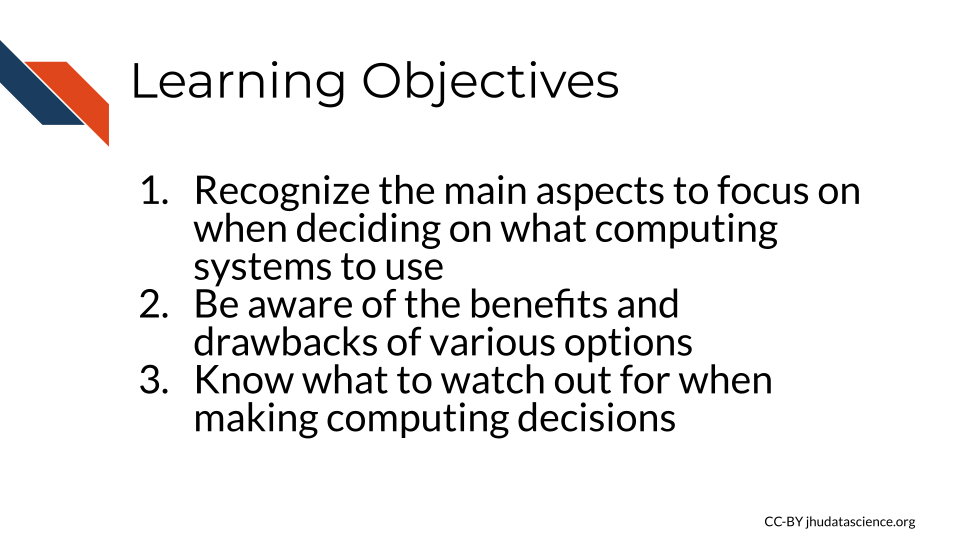 Learning Objectives
1. Recognize the main aspects to focus on
when deciding on what computing
systems to use
2. Be aware of the benefits and
drawbacks of various options
3. Know what to watch out for when
making computing decisions
CC-BY jhudatascience.org